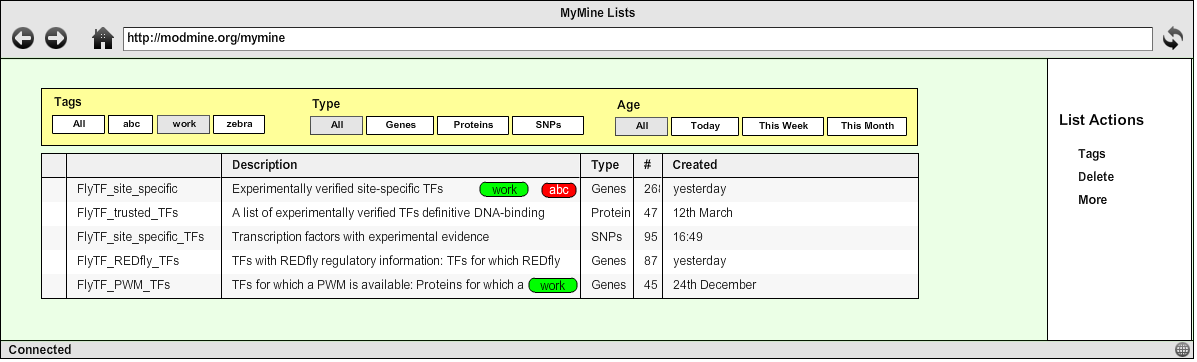 MyMine Lists
http://modmine.org/mymine
Tags Type Age
All abc work zebra All Genes Proteins SNPs All Today This Week This Month
List Actions
Tags
Delete
More
Description Type # Created
FlyTF_site_specific Experimentally verified site-specific TFs work abc Genes 268 yesterday
FlyTF_trusted_TFs A list of experimentally verified TFs definitive DNA-binding Protein 47 12th March
FlyTF_site_specific_TFs Transcription factors with experimental evidence SNPs 95 16:49
FlyTF_REDfly_TFs TFs with REDfly regulatory information: TFs for which REDfly Genes 87 yesterday
FlyTF_PWM_TFs TFs for which a PWM is available: Proteins for which a work Genes 45 24th December
Connected